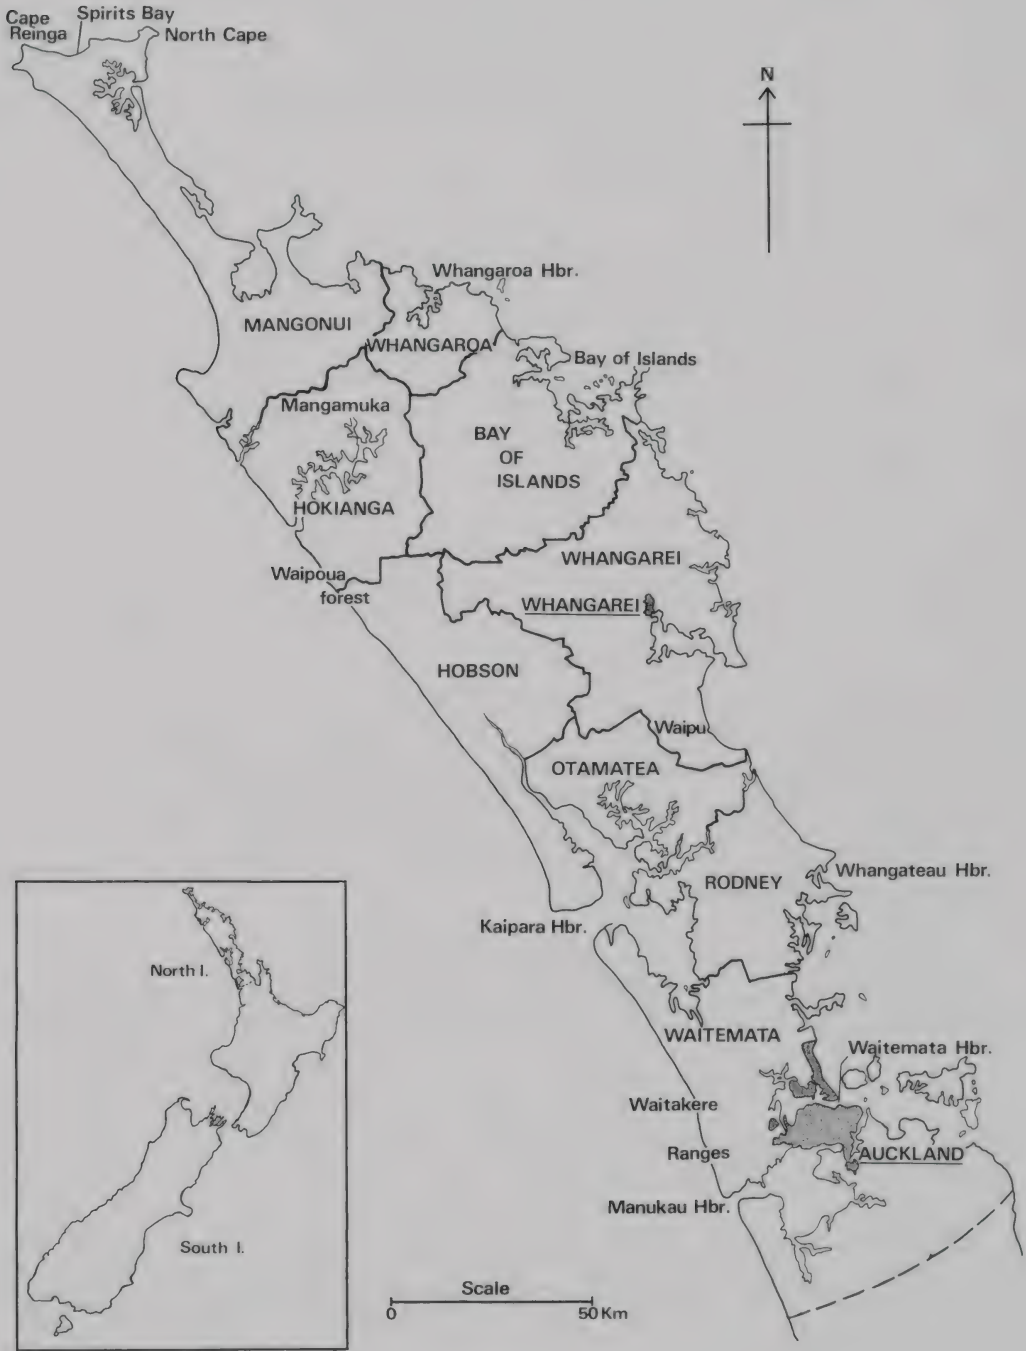 Cape
Reinga
Spirits Bay
North Cape
N
Whangaroa Hbr.
MANGONUI
WHANGAROA
Bay of Islands
Mangamuka
BAY
OF
ISLANDS
HOKIANGA
WHANGAREI
Waipoua
forest
WHANGAREI
HOBSON
Waipu
OTAMATEA
Whangateau Hbr.
RODNEY
Kaipara Hbr.
North I.
WAITEMATA
Waitemata Hbr.
Waitakere
Ranges
AUCKLAND
Manukau Hbr.
South I.
Scale
0
50 Km